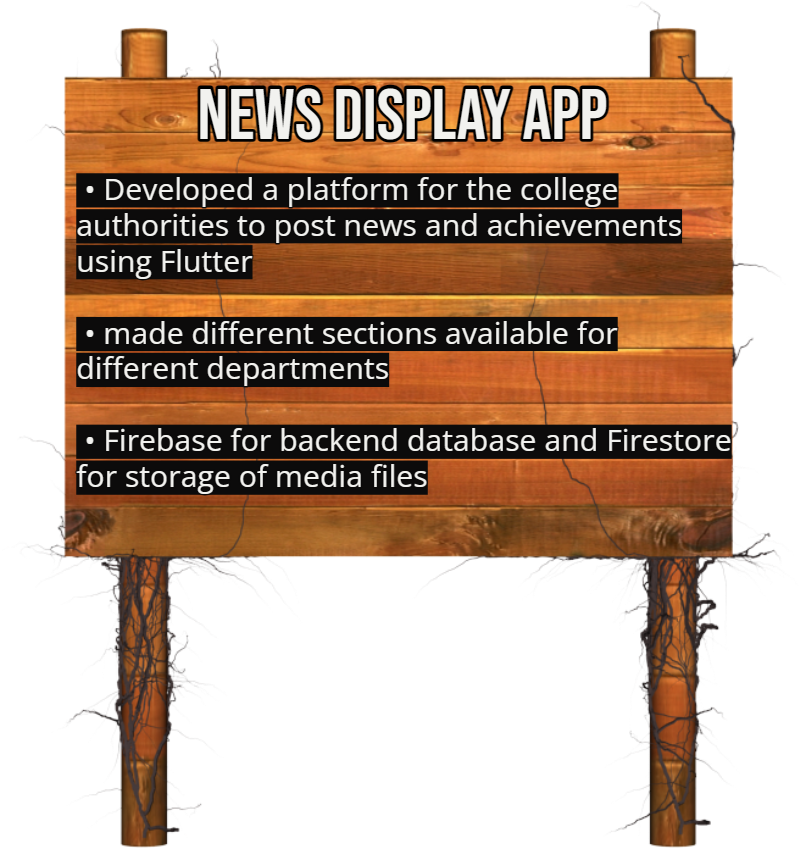 NEWS DISPLAY APP
• Developed a platform for the college
authorities to post news and achievements
using Flutter
• made different sections available for
different departments
• Firebase for backend database and Firestore
for storage of media files